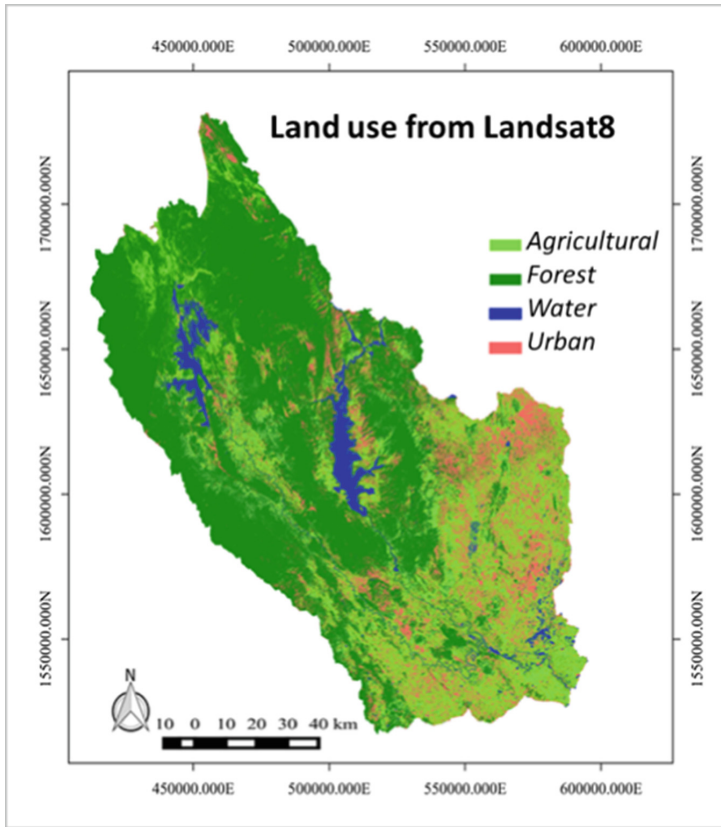 450000.000E 500000.000E 550000.000E 600000.000E
Land use from Landsat8
1700000.000N 1700000.000N
Agricultural
Forest
Water
Urban
1650000.000N 1650000.000N
1600000.000N 1600000.000N
1550000.000N 1550000.000N
N
10 0 10 20 30 40 km
450000.000E 500000.000E 550000.000E 600000.000E